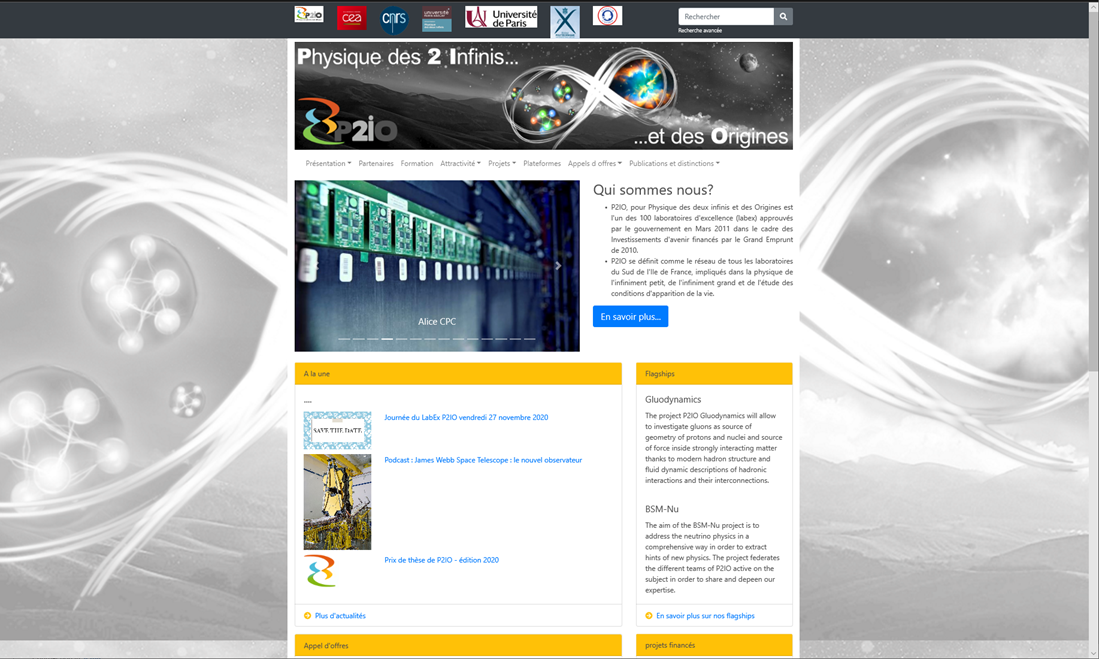 P2IO
cea
cnrs
université
Université
de Paris
Rechercher
Recherche avancée
Physique des 2 Infinis...
P2IO
...et des Origines
Présentation Partenaires Formation Attractivité Projets Plateformes Appels d offres Publications et distinctions
Alice CPC
Qui sommes nous?
• P2IO, pour Physique des deux infinis et des Origines est
l'un des 100 laboratoires d'excellence (labex) approuvés
par le gouvernement en Mars 2011 dans le cadre des
Investissements d'avenir financés par le Grand Emprunt
de 2010.
• P2IO se définit comme le réseau de tous les laboratoires
du Sud de l'Ile de France, impliqués dans la physique de
l'infiniment petit, de l'infiniment grand et de l'étude des
conditions d'apparition de la vie.
En savoir plus...
A la une
....
SAVE THE DATE
Journée du LabEx P2IO vendredi 27 novembre 2020
Podcast : James Webb Space Telescope : le nouvel observateur
Prix de thèse de P2IO - édition 2020
Plus d'actualités
Flagships
Gluodynamics
The project P2IO Gluodynamics will allow
to investigate gluons as source of
geometry of protons and nuclei and source
of force inside strongly interacting matter
thanks to modern hadron structure and
fluid dynamic descriptions of hadronic
interactions and their interconnections.
BSM-Nu
The aim of the BSM-Nu project is to
address the neutrino physics in a
comprehensive way in order to extract
hints of new physics. The project federates
the different teams of P2IO active on the
subject in order to share and depeen our
expertise.
En savoir plus sur nos flagships
Appel d'offres
projets financés